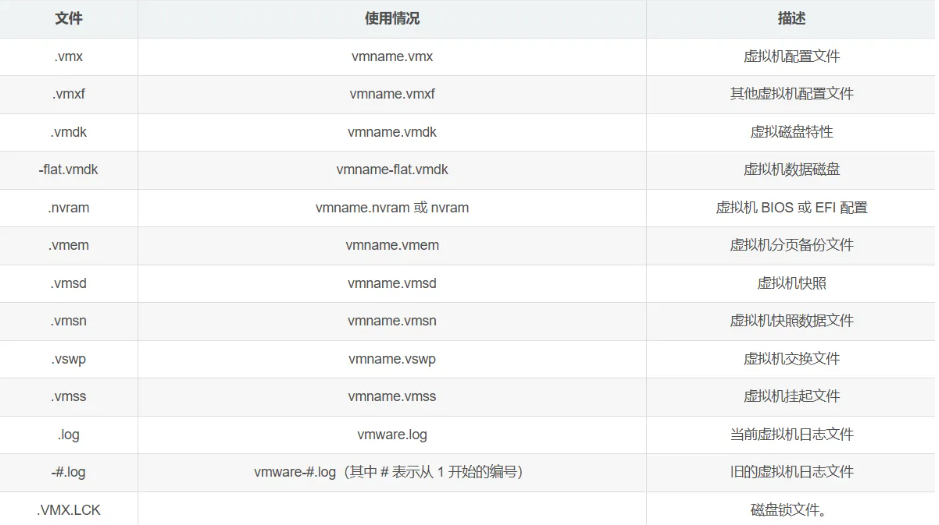 文件 使用情况 描述
.vmx vmname.vmx 虚拟机配置文件
.vmxf vmname.vmxf 其他虚拟机配置文件
.vmdk vmname.vmdk 虚拟磁盘特性
-flat.vmdk vmname-flat.vmdk 虚拟机数据磁盘
.nvram vmname.nvram 或 nvram 虚拟机 BIOS 或 EFI 配置
.vmem vmname.vmem 虚拟机分页备份文件
.vmsd vmname.vmsd 虚拟机快照
.vmsn vmname.vmsn 虚拟机快照数据文件
.vswp vmname.vswp 虚拟机交换文件
.vmss vmname.vmss 虚拟机挂起文件
.log vmware.log 当前虚拟机日志文件
-#.log vmware-#.log（其中 # 表示从 1 开始的编号） 旧的虚拟机日志文件
.VMX.LCK 磁盘锁文件。